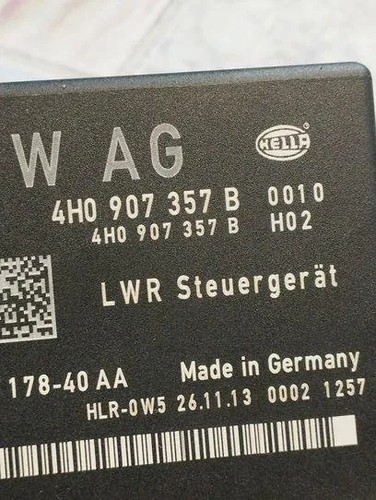 W AG
HELLA
4H0 907 357 B 0010
4H0 907 357 B H02
LWR Steuergerät
178-40 AA Made in Germany
HLR-0W5 26.11.13 0002 1257